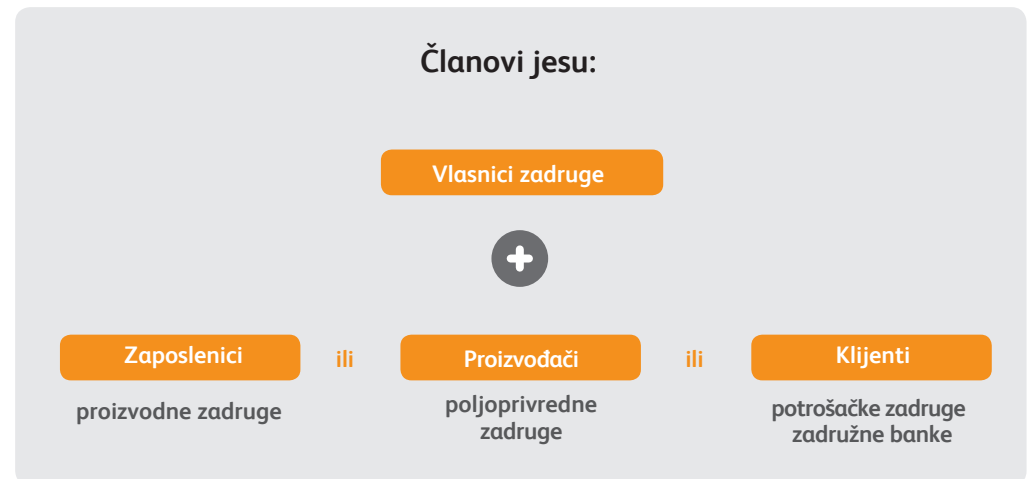 Članovi jesu:
Vlasnici zadruge
+
Zaposlenici ili Proizvođači ili Klijenti
proizvodne zadruge
poljoprivredne
zadruge
potrošačke zadruge
zadružne banke